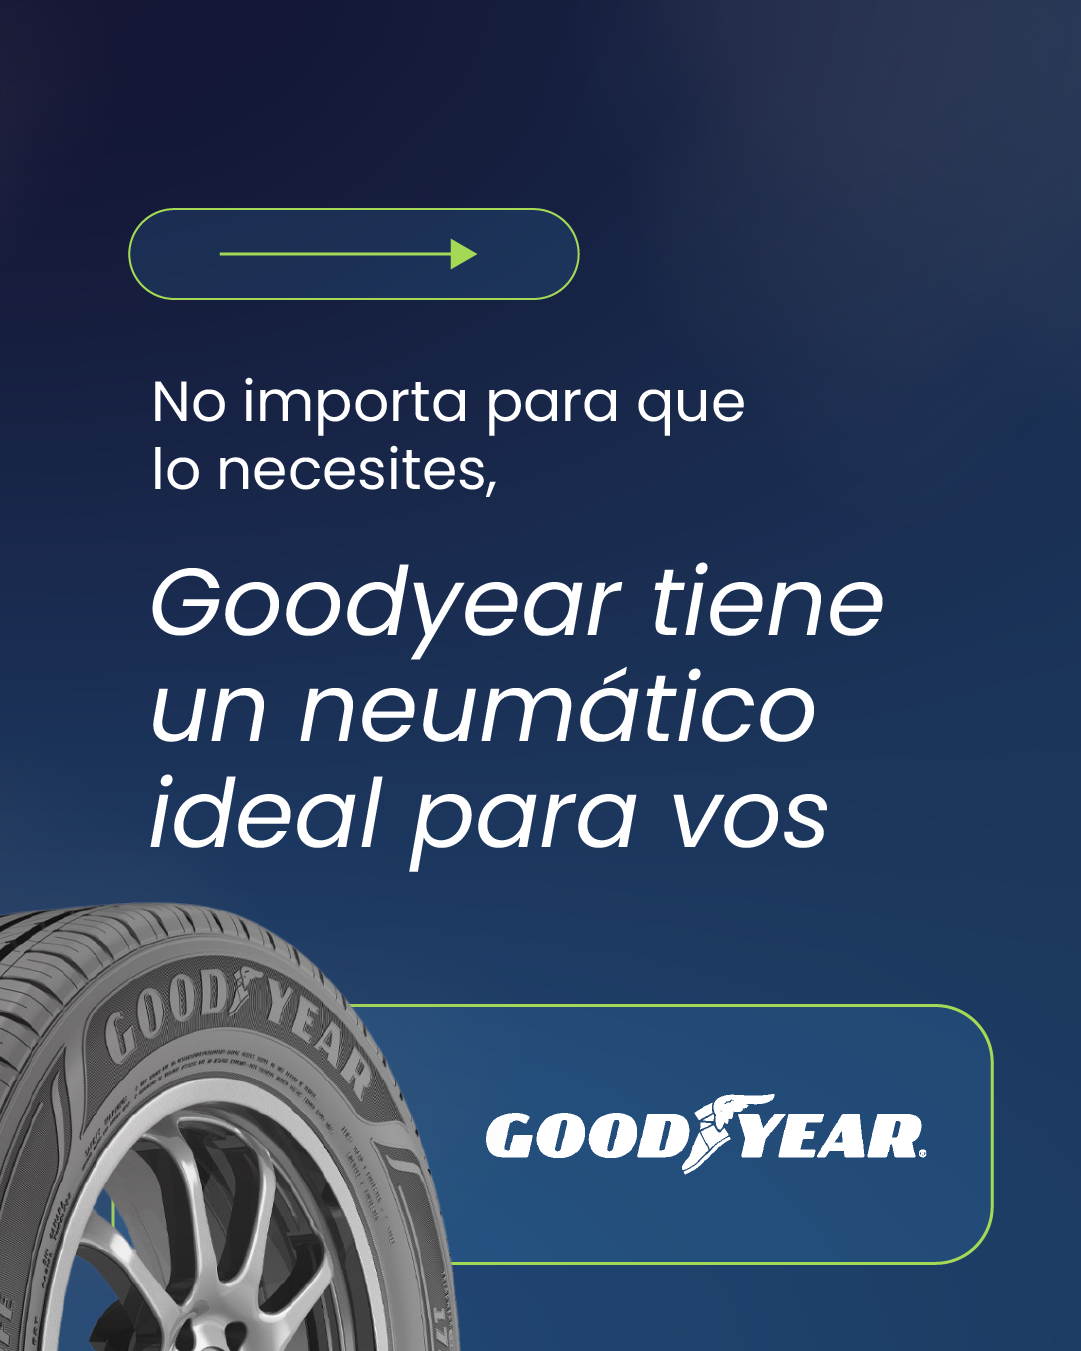 No importa para que
lo necesites,
Goodyear tiene
un neumático
ideal para vos
GOODYEAR
GOODYEAR®